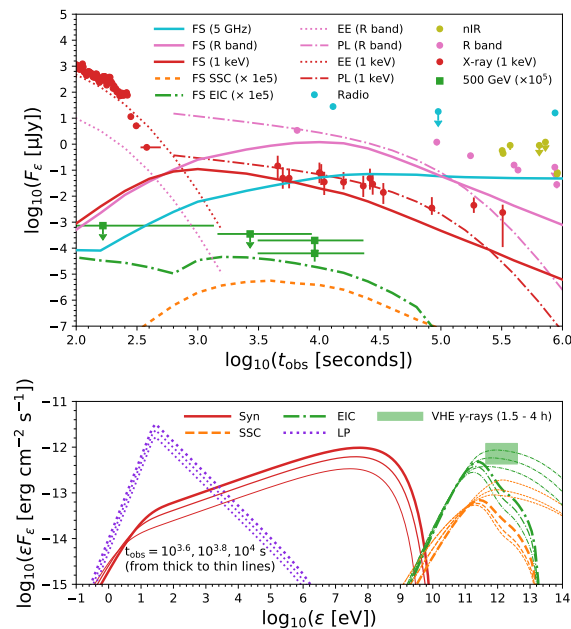 FS (5 GHz)
FS (R band)
FS (1 keV)
FS SSC (× 1e5)
FS EIC (× 1e5)
EE (R band)
PL (R band)
EE (1 keV)
PL (1 keV)
Radio
nIR
R band
X-ray (1 keV)
500 GeV (×10⁵)
log₁₀(F_ε [μJy])
5
4
3
2
1
0
−1
−2
−3
−4
−5
−6
−7
2.0 2.5 3.0 3.5 4.0 4.5 5.0 5.5 6.0
log₁₀(t_obs [seconds])
Syn
SSC
EIC
LP
VHE γ-rays (1.5 - 4 h)
log₁₀(εF_ε [erg cm⁻² s⁻¹])
−11
−12
−13
−14
−15
t_obs = 10^3.6, 10^3.8, 10^4 s
(from thick to thin lines)
−1 0 1 2 3 4 5 6 7 8 9 10 11 12 13 14
log₁₀(ε [eV])